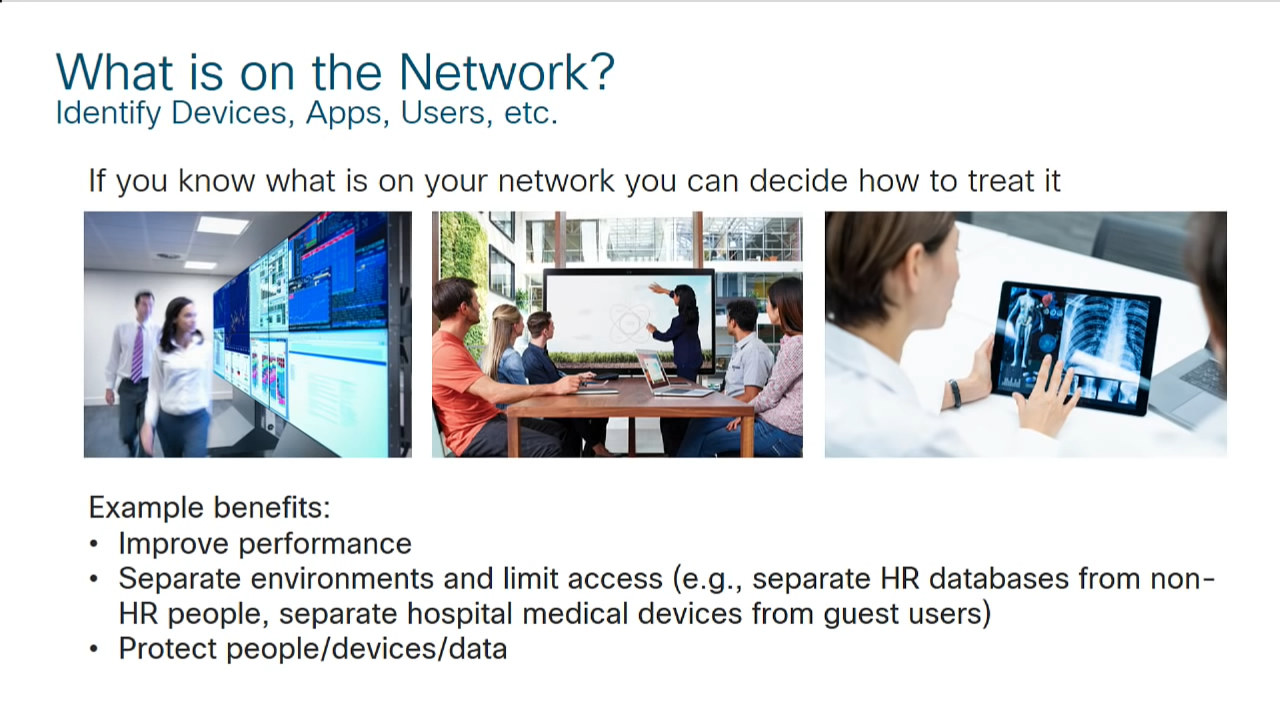 What is on the Network?
Identify Devices, Apps, Users, etc.
If you know what is on your network you can decide how to treat it
Example benefits:
• Improve performance
• Separate environments and limit access (e.g., separate HR databases from non-
HR people, separate hospital medical devices from guest users)
• Protect people/devices/data